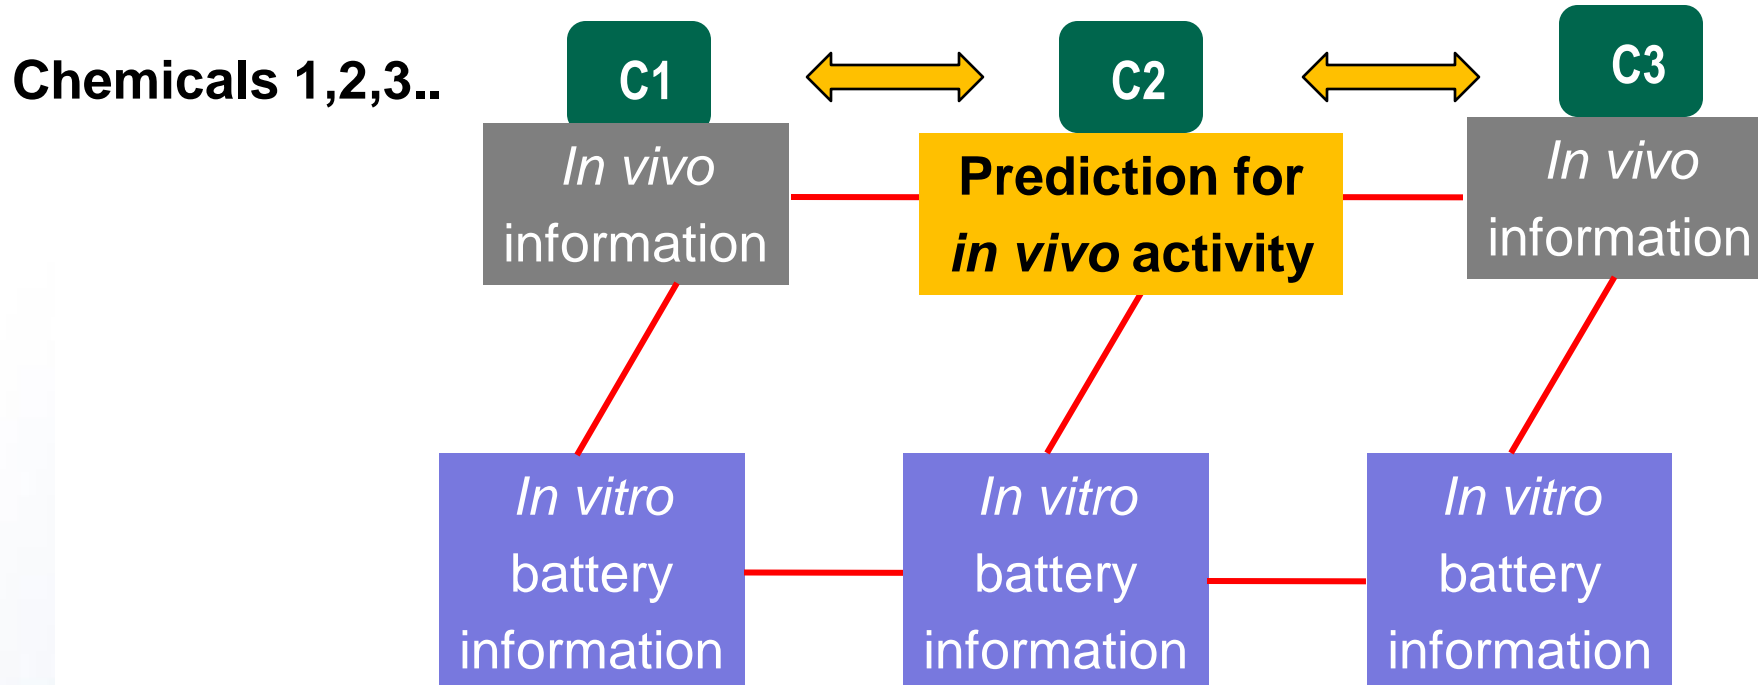 Chemicals 1,2,3..
C1
C2
C3
In vivo
information
Prediction for
in vivo activity
In vivo
information
In vitro
battery
information
In vitro
battery
information
In vitro
battery
information